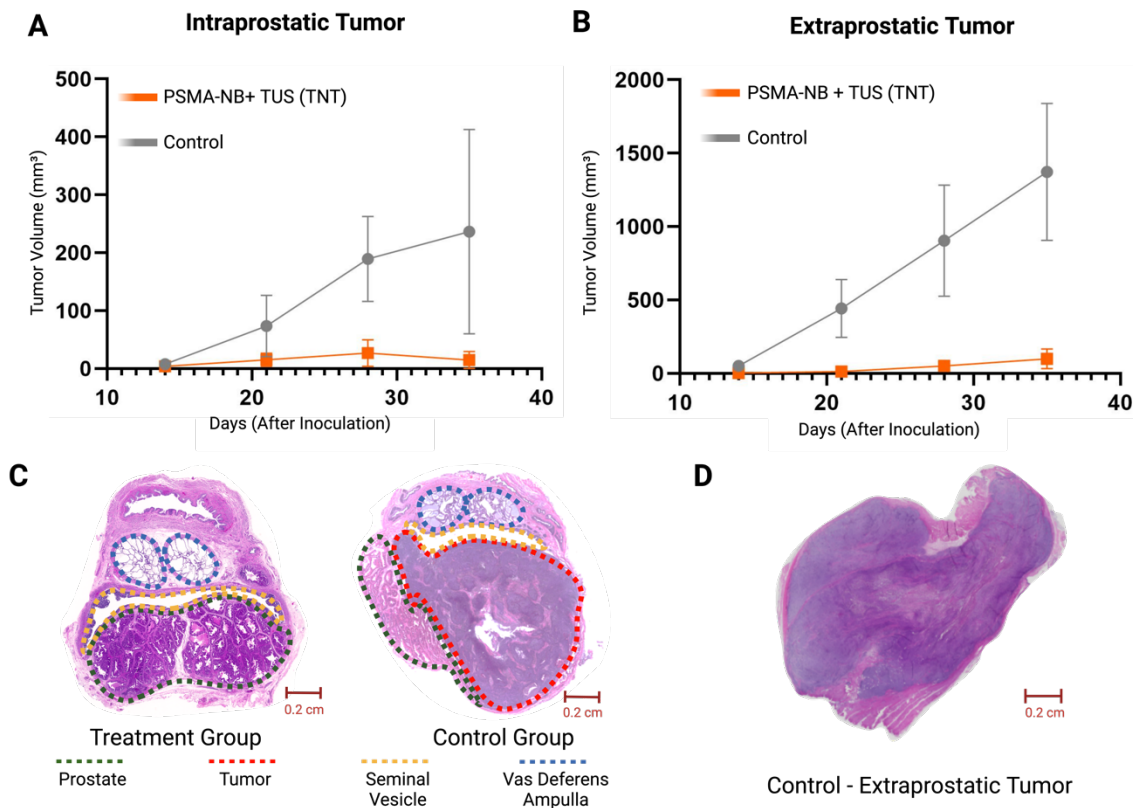 A
Intraprostatic Tumor
500
400
300
200
100
0
10
20
30
40
Tumor Volume (mm³)
Days (After Inoculation)
PSMA-NB+ TUS (TNT)
Control
B
Extraprostatic Tumor
2000
1500
1000
500
0
10
20
30
40
Tumor Volume (mm³)
Days (After Inoculation)
PSMA-NB + TUS (TNT)
Control
C
0.2 cm
0.2 cm
Treatment Group
Control Group
Prostate
Tumor
Seminal
Vesicle
Vas Deferens
Ampulla
D
0.2 cm
Control - Extraprostatic Tumor